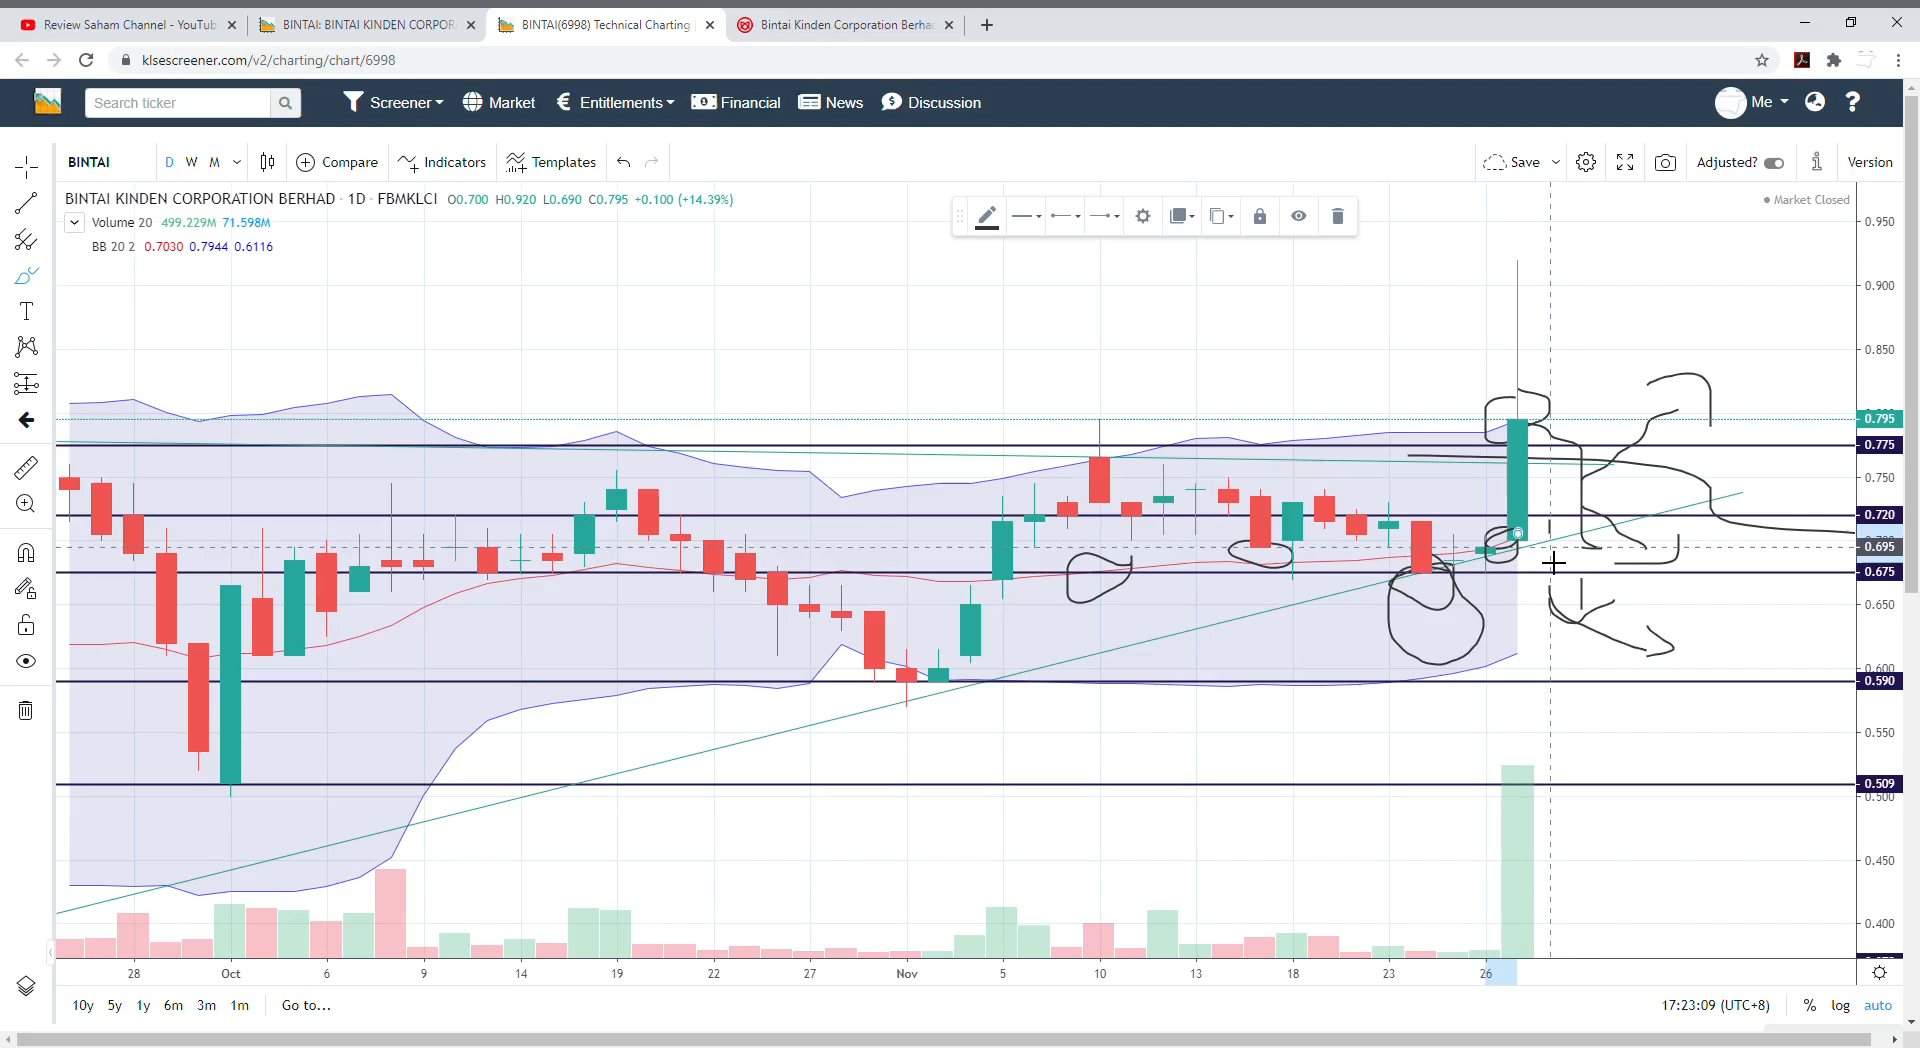 Review Saham Channel - YouTub
BINTAI: BINTAI KINDEN CORPOR
BINTAI(6998) Technical Charting
Bintai Kinden Corporation Berha
klsescreener.com/v2/charting/chart/6998
Search ticker
Screener
Market
Entitlements
Financial
News
Discussion
Me
?
BINTAI
D W M
Compare
Indicators
Templates
Save
Adjusted?
Version
BINTAI KINDEN CORPORATION BERHAD · 1D · FBMKLCI O0.700 H0.920 L0.690 C0.795 +0.100 (+14.39%)
Market Closed
Volume 20 499.229M 71.598M
BB 20 2 0.7030 0.7944 0.6116
T
0.950
0.900
0.850
0.795
0.775
0.750
0.720
0.695
0.675
0.650
0.600
0.590
0.550
0.509
0.500
0.450
0.400
28 Oct 6 9 14 19 22 27 Nov 5 10 13 18 23 26
10y 5y 1y 6m 3m 1m Go to...
17:23:09 (UTC+8) % log auto